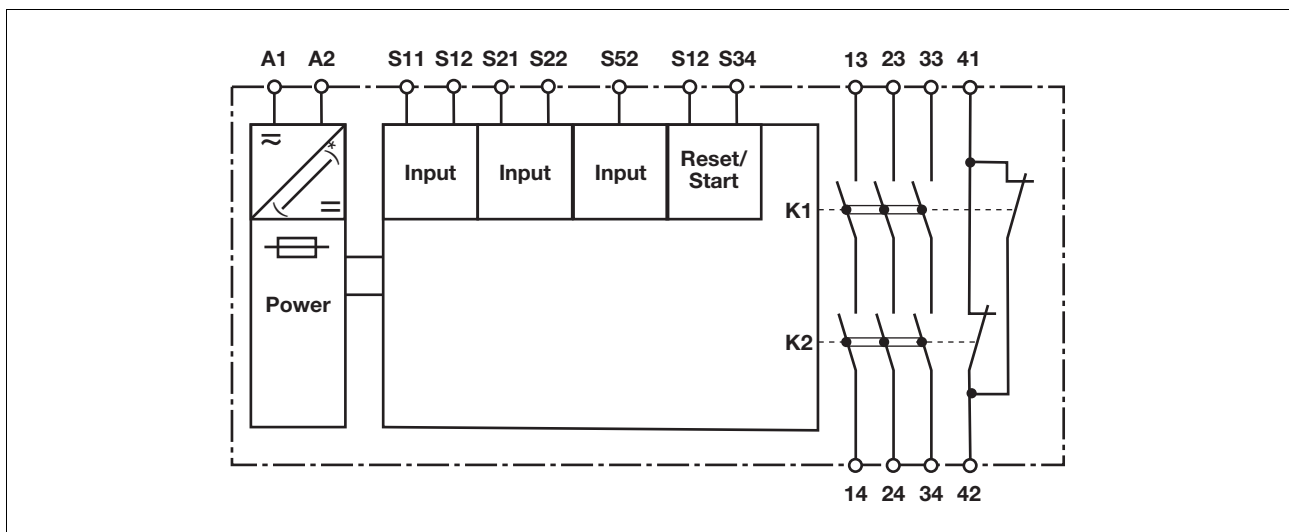 A1 A2 S11 S12 S21 S22 S52 S12 S34 13 23 33 41
Input Input Input Reset/
Start
K1
Power
K2
14 24 34 42